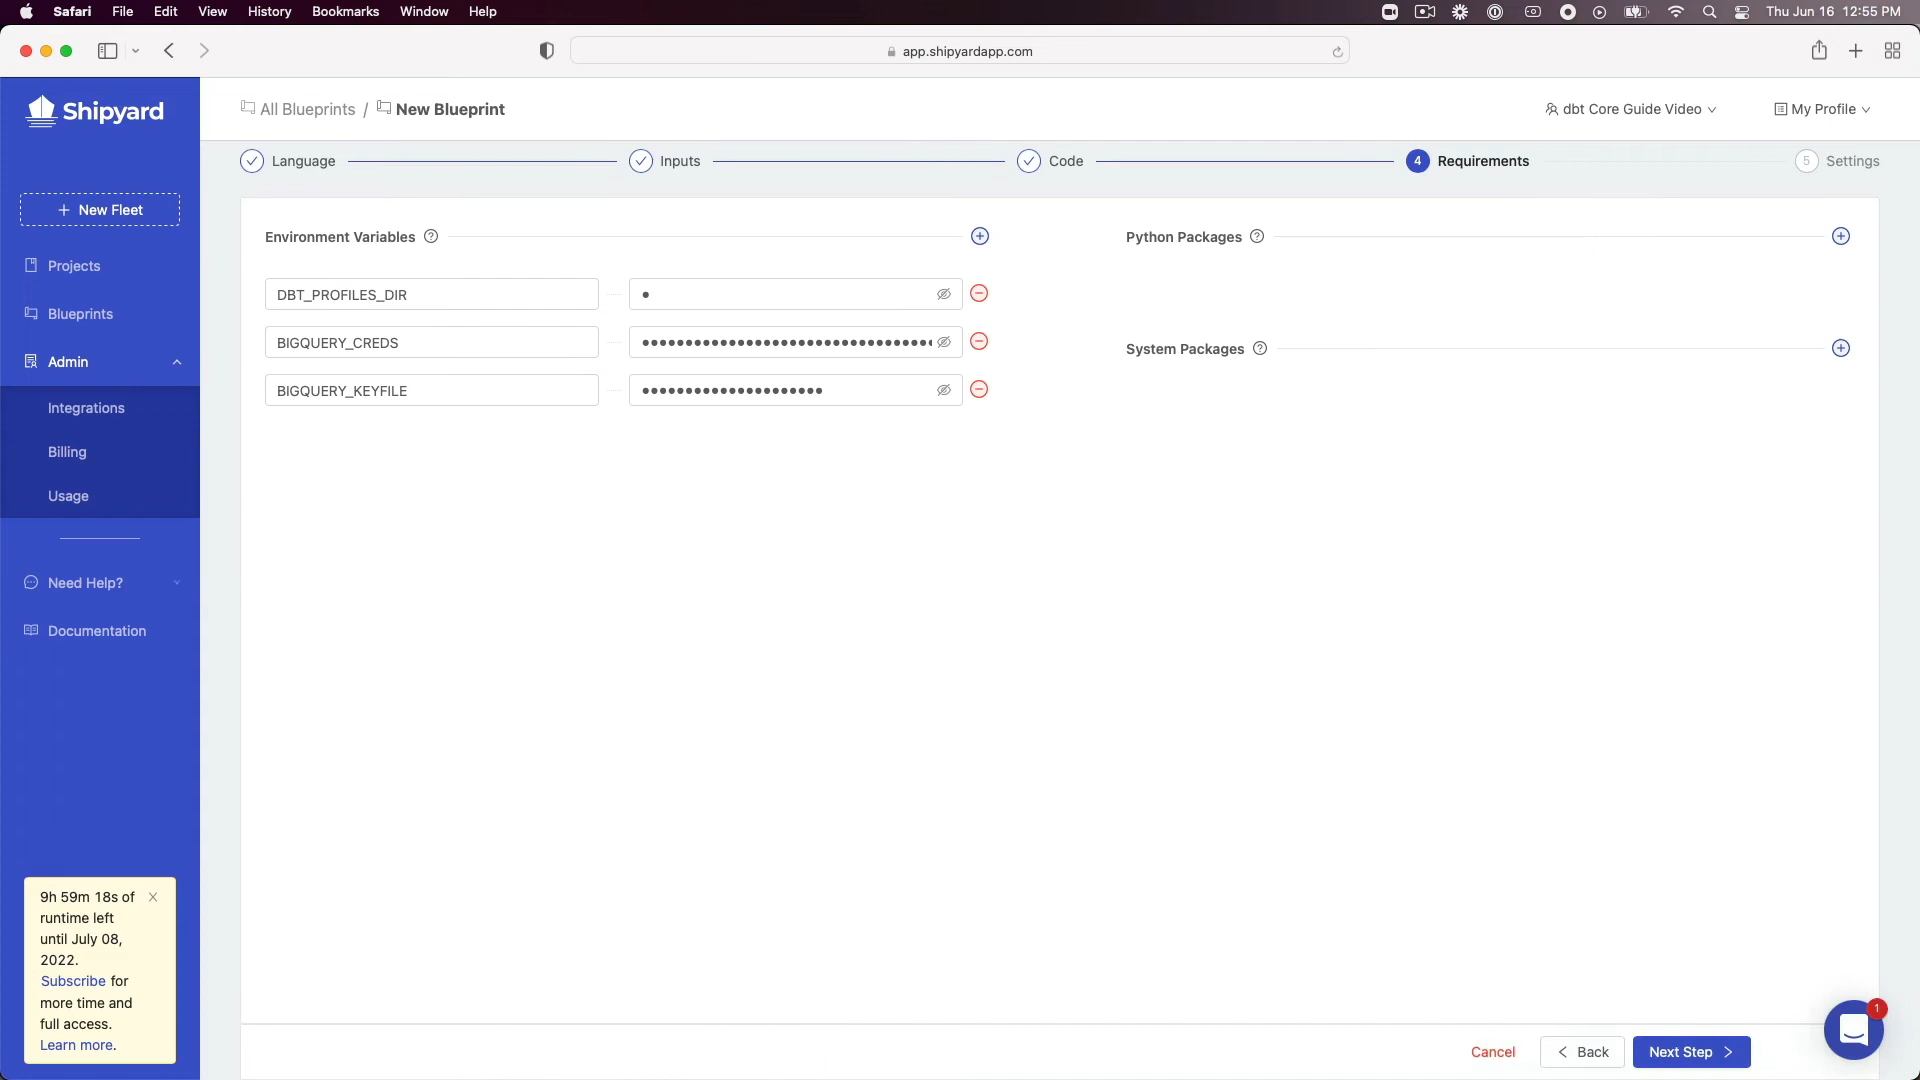 Safari File Edit View History Bookmarks Window Help Thu Jun 16 12:55 PM
app.shipyardapp.com
Shipyard
All Blueprints / New Blueprint
dbt Core Guide Video
My Profile
Language
Inputs
Code
4 Requirements
5 Settings
+ New Fleet
Projects
Blueprints
Admin
Integrations
Billing
Usage
Need Help?
Documentation
9h 59m 18s of
runtime left
until July 08,
2022.
Subscribe for
more time and
full access.
Learn more.
Environment Variables
DBT_PROFILES_DIR
BIGQUERY_CREDS
BIGQUERY_KEYFILE
Python Packages
System Packages
Cancel
Back
Next Step
1